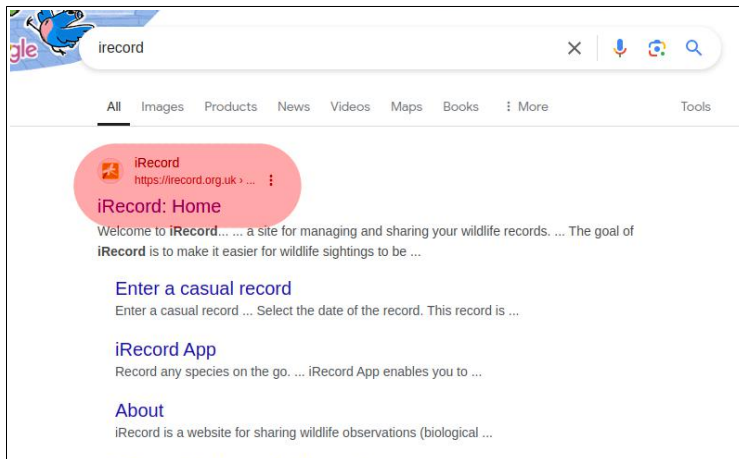 gle
irecord
All Images Products News Videos Maps Books More Tools
iRecord
https://irecord.org.uk › ...
iRecord: Home
Welcome to iRecord... ... a site for managing and sharing your wildlife records. ... The goal of
iRecord is to make it easier for wildlife sightings to be ...
Enter a casual record
Enter a casual record ... Select the date of the record. This record is ...
iRecord App
Record any species on the go. ... iRecord App enables you to ...
About
iRecord is a website for sharing wildlife observations (biological ...